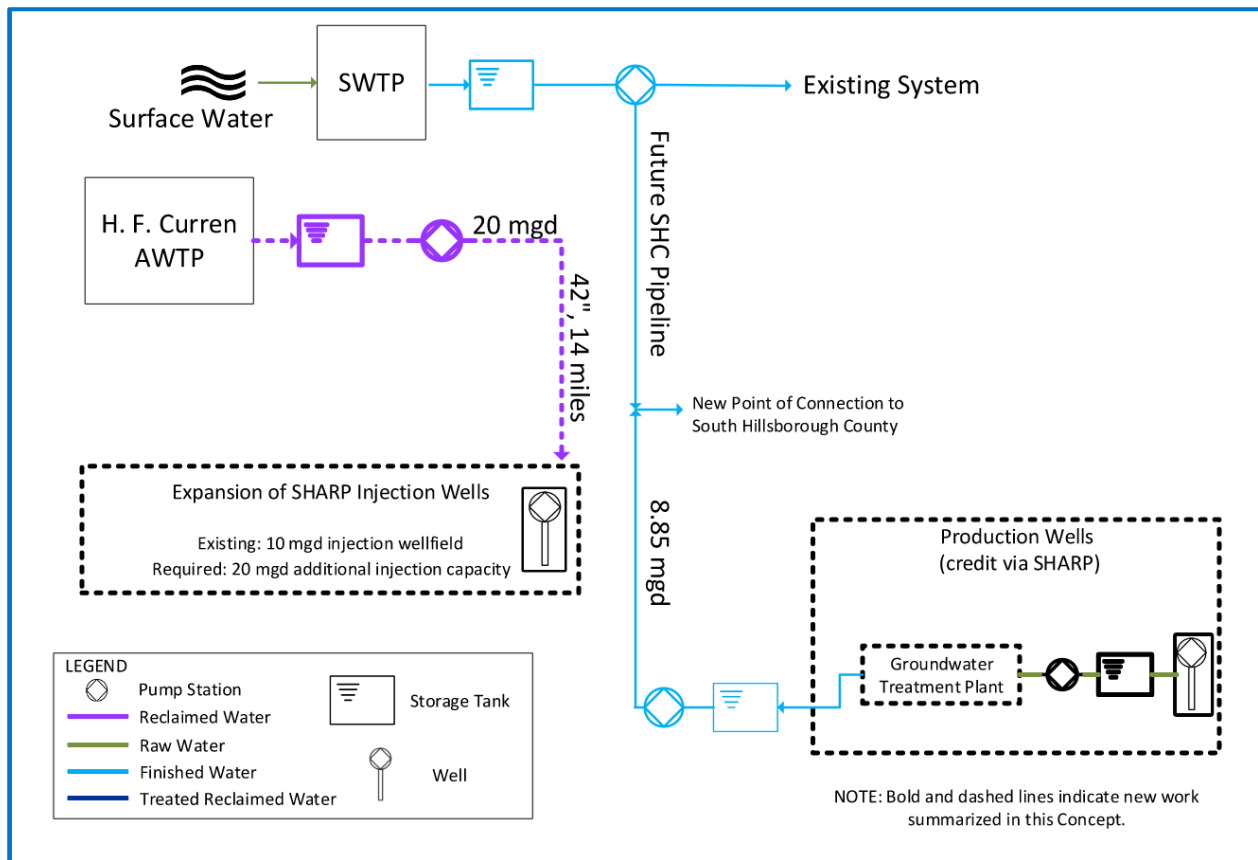 SWTP
Existing System
Surface Water
Future SHC Pipeline
H. F. Curren
AWTP
20 mgd
42", 14 miles
New Point of Connection to
South Hillsborough County
Expansion of SHARP Injection Wells
Existing: 10 mgd injection wellfield
Required: 20 mgd additional injection capacity
8.85 mgd
Production Wells
(credit via SHARP)
Groundwater
Treatment Plant
LEGEND
Pump Station
Reclaimed Water
Raw Water
Finished Water
Treated Reclaimed Water
Storage Tank
Well
NOTE: Bold and dashed lines indicate new work
summarized in this Concept.